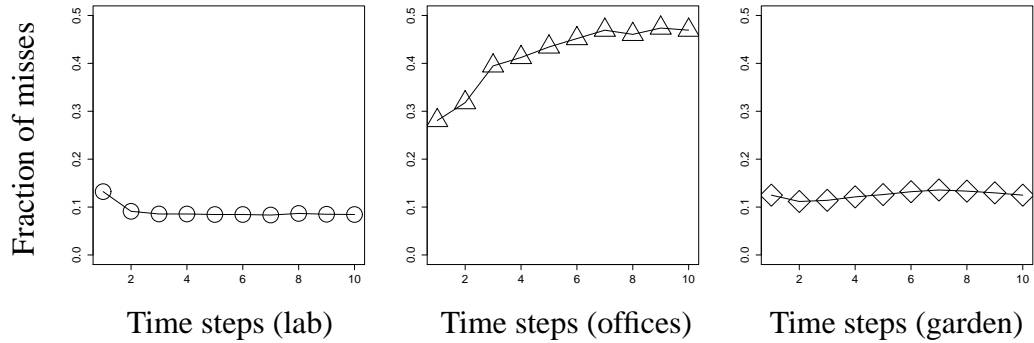 Fraction of misses
0.0 0.1 0.2 0.3 0.4 0.5
2 4 6 8 10
Time steps (lab)
0.0 0.1 0.2 0.3 0.4 0.5
2 4 6 8 10
Time steps (offices)
0.0 0.1 0.2 0.3 0.4 0.5
2 4 6 8 10
Time steps (garden)